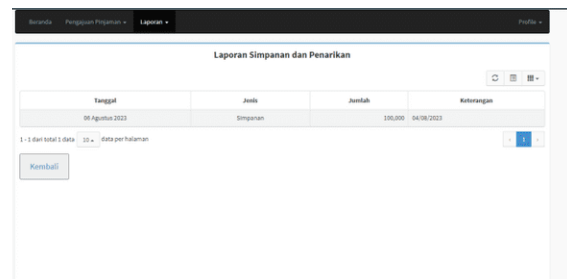 Beranda Pengajuan Pinjaman Laporan Profile
Laporan Simpanan dan Penarikan
Tanggal Jenis Jumlah Keterangan
06 Agustus 2023 Simpanan 100,000 04/08/2023
1 - 1 dari total 1 data 10 data per halaman ‹ 1 ›
Kembali